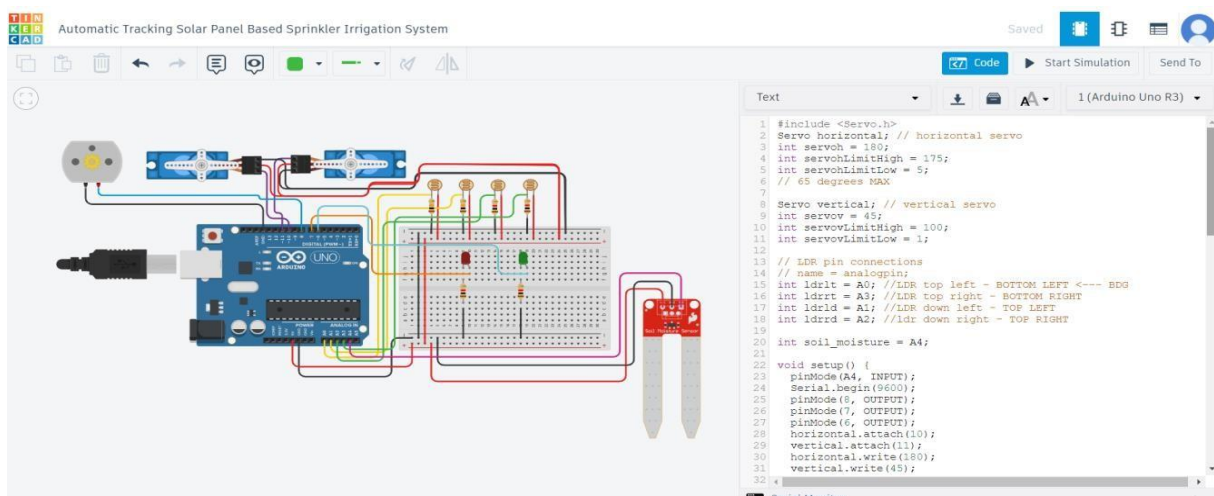 TIN
KER
CAD
Automatic Tracking Solar Panel Based Sprinkler Irrigation System
Saved
Code
Start Simulation
Send To
Text
1 (Arduino Uno R3)
1 #include <Servo.h>
2 Servo horizontal; // horizontal servo
3 int servoh = 180;
4 int servohLimitHigh = 175;
5 int servohLimitLow = 5;
6 // 65 degrees MAX
7
8 Servo vertical; // vertical servo
9 int servov = 45;
10 int servovLimitHigh = 100;
11 int servovLimitLow = 1;
12
13 // LDR pin connections
14 // name = analogpin;
15 int ldrlt = A0; //LDR top left - BOTTOM LEFT <--- BDG
16 int ldrrt = A3; //LDR top right - BOTTOM RIGHT
17 int ldrld = A1; //LDR down left - TOP LEFT
18 int ldrrd = A2; //ldr down right - TOP RIGHT
19
20 int soil_moisture = A4;
21
22 void setup() {
23 pinMode(A4, INPUT);
24 Serial.begin(9600);
25 pinMode(8, OUTPUT);
26 pinMode(7, OUTPUT);
27 pinMode(6, OUTPUT);
28 horizontal.attach(10);
29 vertical.attach(11);
30 horizontal.write(180);
31 vertical.write(45);
32
DIGITAL (PWM~)
UNO
ARDUINO
POWER
ANALOG IN
Soil Moisture Sensor